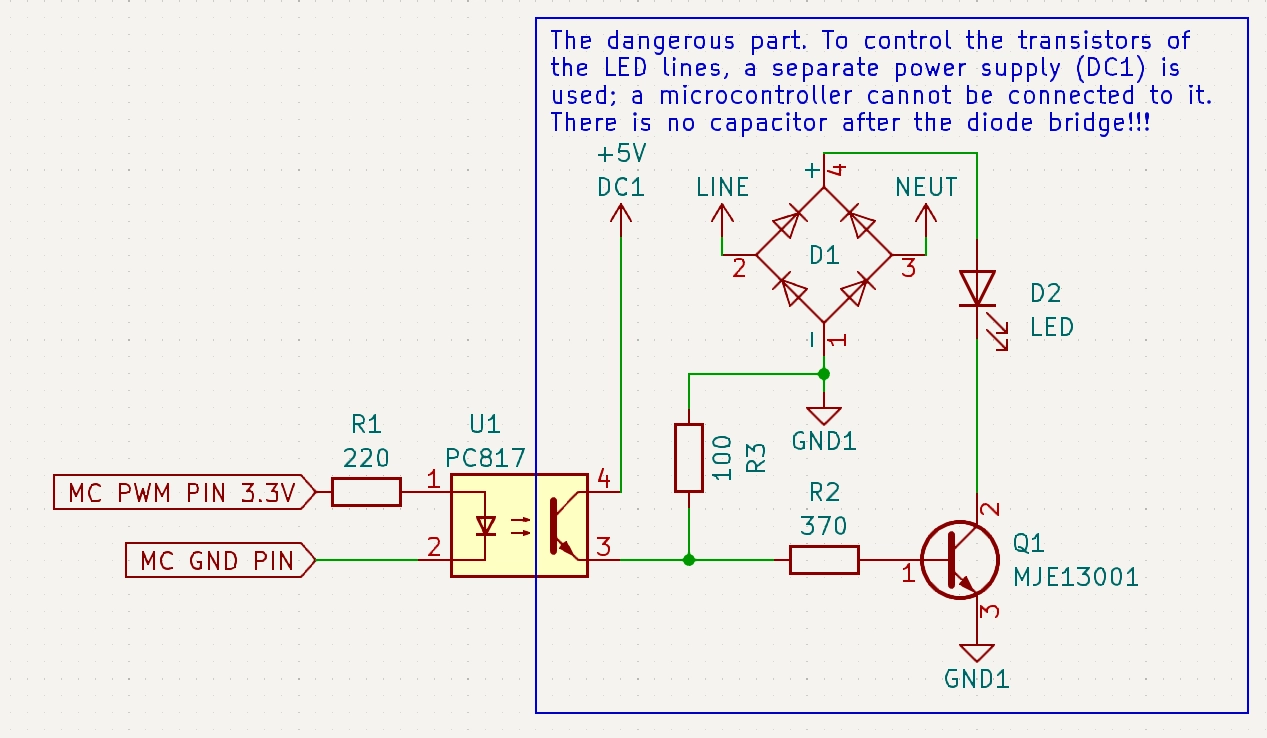 The dangerous part. To control the transistors of
the LED lines, a separate power supply (DC1) is
used; a microcontroller cannot be connected to it.
There is no capacitor after the diode bridge!!!
+5V
DC1
LINE
NEUT
+
4
D1
2
3
−
1
D2
LED
GND1
R1
220
U1
PC817
100
R3
MC PWM PIN 3.3V
1
4
R2
370
2
MC GND PIN
2
3
1
Q1
MJE13001
3
GND1